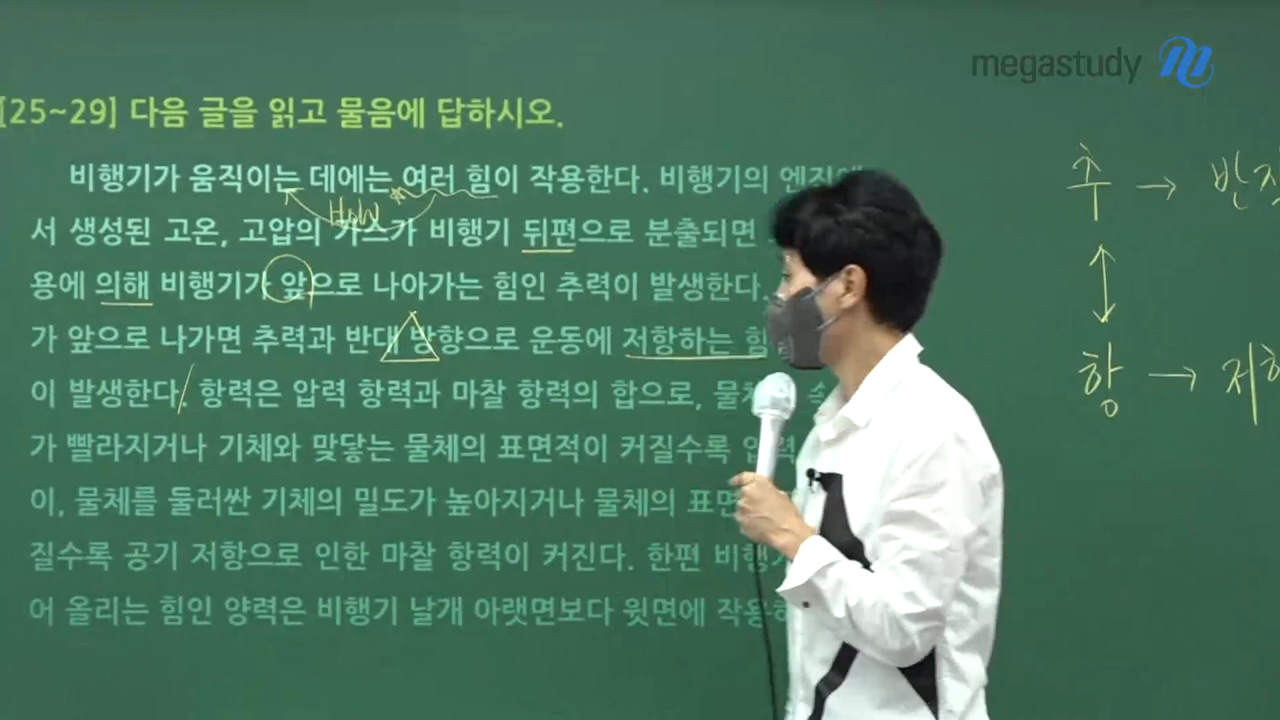 megastudy
[25~29] 다음 글을 읽고 물음에 답하시오.
비행기가 움직이는 데에는 여러 힘이 작용한다. 비행기의 엔진에
How
서 생성된 고온, 고압의 가스가 비행기 뒤편으로 분출되면
용에 의해 비행기가 앞으로 나아가는 힘인 추력이 발생한다.
가 앞으로 나가면 추력과 반대 방향으로 운동에 저항하는 힘
이 발생한다. 항력은 압력 항력과 마찰 항력의 합으로, 물체
가 빨라지거나 기체와 맞닿는 물체의 표면적이 커질수록 압력
이, 물체를 둘러싼 기체의 밀도가 높아지거나 물체의 표면
질수록 공기 저항으로 인한 마찰 항력이 커진다. 한편 비행기
어 올리는 힘인 양력은 비행기 날개 아랫면보다 윗면에 작용하
추 → 반작
항 → 저항